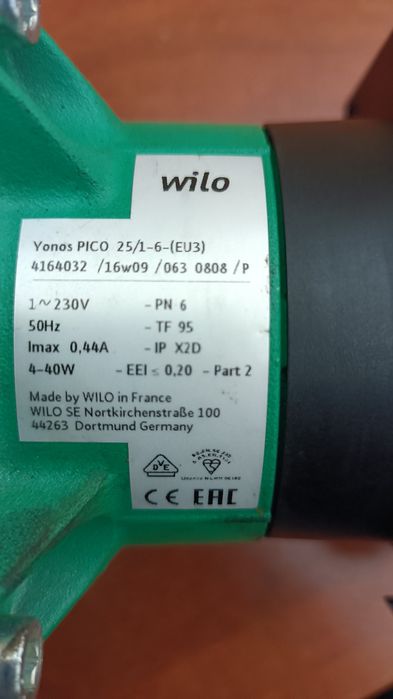 wilo
Yonos PICO 25/1-6-(EU3)
4164032 /16w09 /063 0808 /P
1~230V - PN 6
50Hz - TF 95
Imax 0,44A - IP X2D
4-40W - EEI ≤ 0,20 - Part 2
Made by WILO in France
WILO SE Nortkirchenstraße 100
44263 Dortmund Germany
DVE
CE EAC